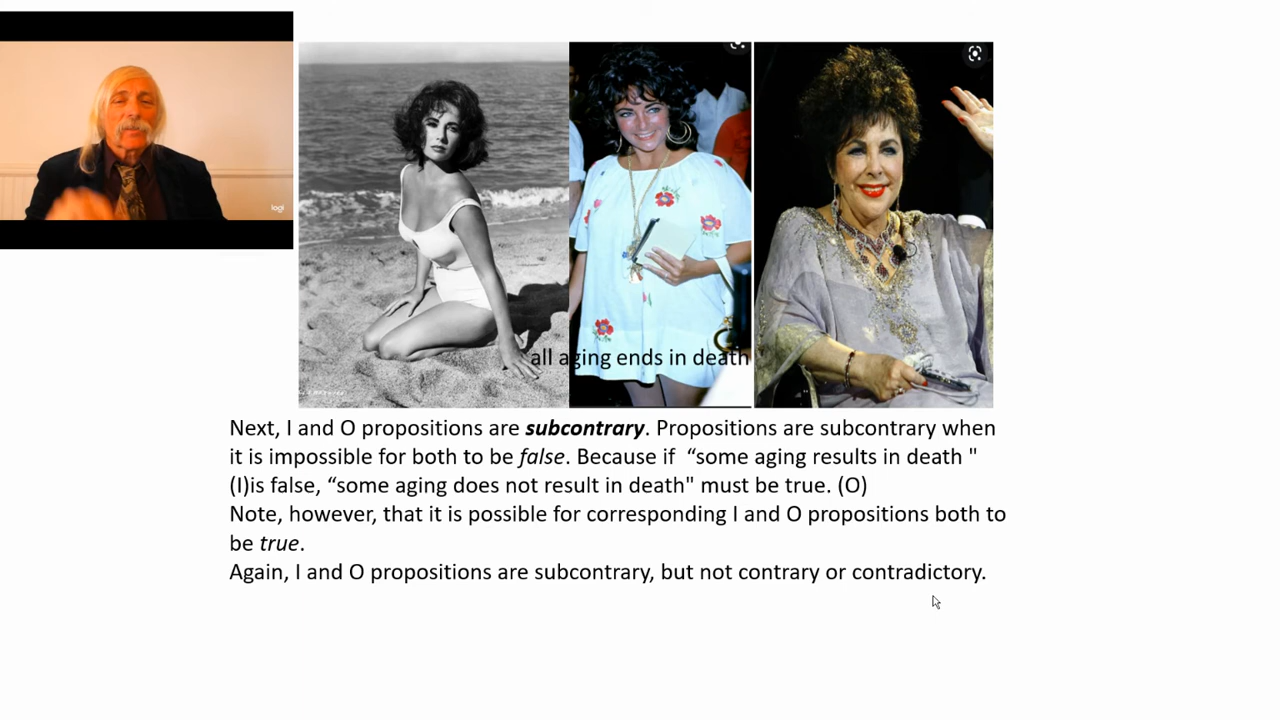 logi
all aging ends in death
Next, I and O propositions are subcontrary. Propositions are subcontrary when
it is impossible for both to be false. Because if “some aging results in death "
(I)is false, “some aging does not result in death" must be true. (O)
Note, however, that it is possible for corresponding I and O propositions both to
be true.
Again, I and O propositions are subcontrary, but not contrary or contradictory.